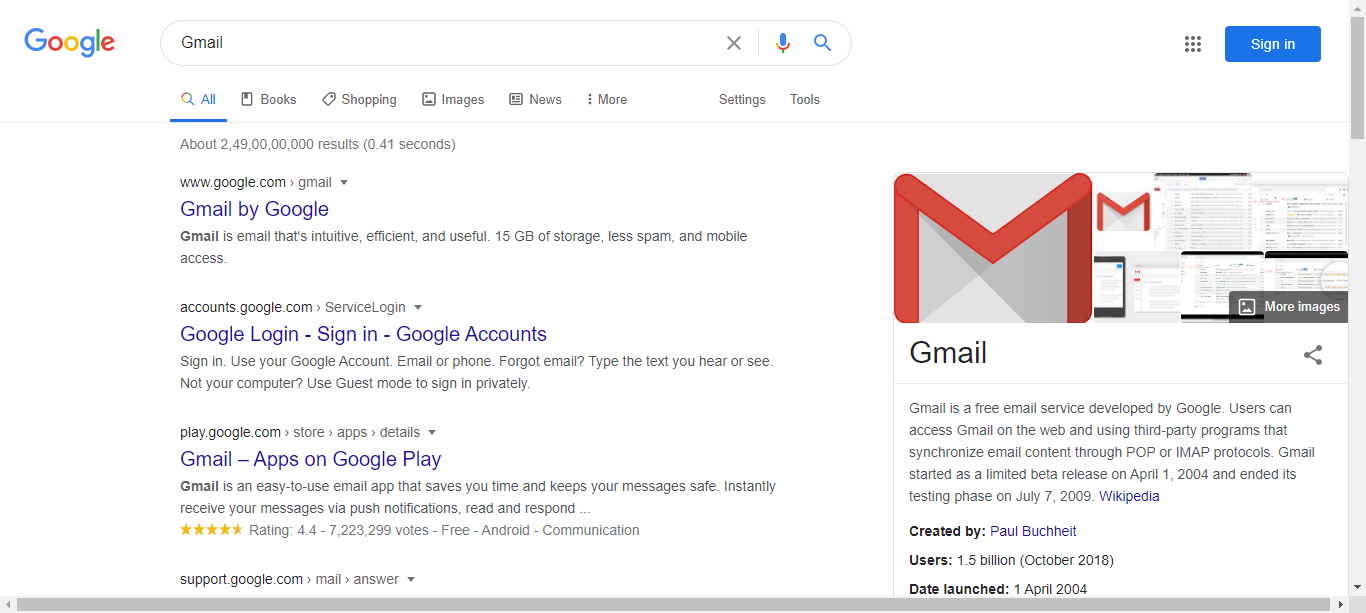 Google
Gmail
Sign in
All
Books
Shopping
Images
News
More
Settings
Tools
About 2,49,00,00,000 results (0.41 seconds)
www.google.com › gmail
Gmail by Google
Gmail is email that's intuitive, efficient, and useful. 15 GB of storage, less spam, and mobile
access.
accounts.google.com › ServiceLogin
Google Login - Sign in - Google Accounts
Sign in. Use your Google Account. Email or phone. Forgot email? Type the text you hear or see.
Not your computer? Use Guest mode to sign in privately.
play.google.com › store › apps › details
Gmail – Apps on Google Play
Gmail is an easy-to-use email app that saves you time and keeps your messages safe. Instantly
receive your messages via push notifications, read and respond ...
Rating: 4.4 - 7,223,299 votes - Free - Android - Communication
support.google.com › mail › answer
More images
Gmail
Gmail is a free email service developed by Google. Users can
access Gmail on the web and using third-party programs that
synchronize email content through POP or IMAP protocols. Gmail
started as a limited beta release on April 1, 2004 and ended its
testing phase on July 7, 2009. Wikipedia
Created by: Paul Buchheit
Users: 1.5 billion (October 2018)
Date launched: 1 April 2004